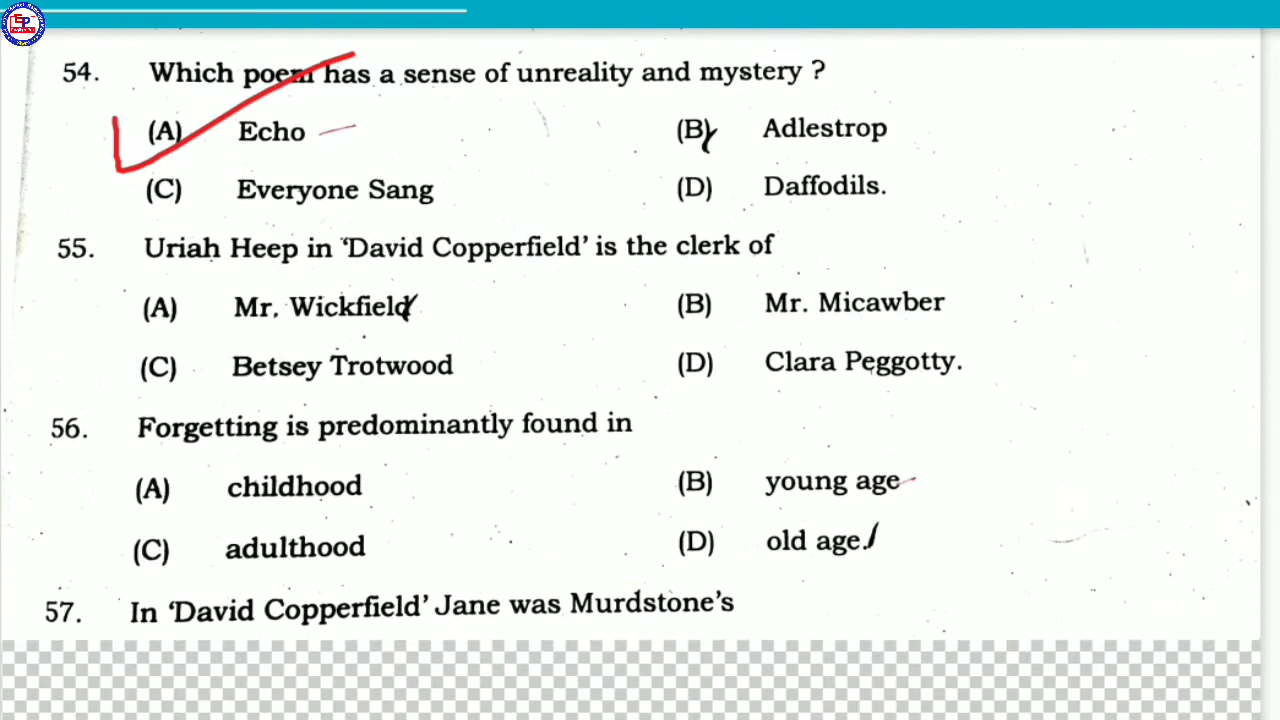 EP
54. Which poem has a sense of unreality and mystery ?
(A) Echo (B) Adlestrop
(C) Everyone Sang (D) Daffodils.
55. Uriah Heep in ‘David Copperfield’ is the clerk of
(A) Mr. Wickfield (B) Mr. Micawber
(C) Betsey Trotwood (D) Clara Peggotty.
56. Forgetting is predominantly found in
(A) childhood (B) young age
(C) adulthood (D) old age.
57. In ‘David Copperfield’ Jane was Murdstone’s